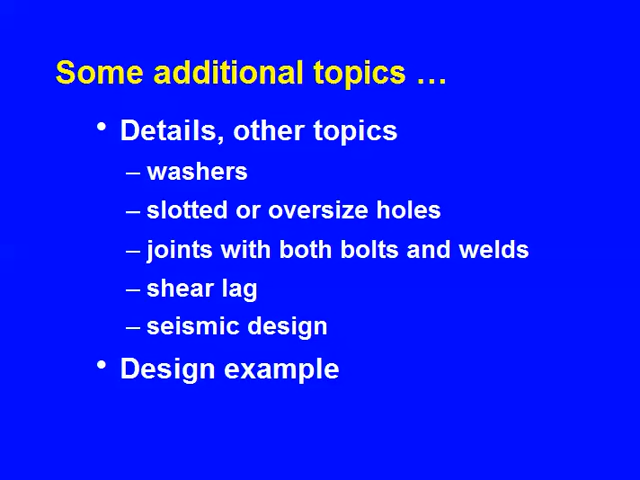 Some additional topics …
• Details, other topics
– washers
– slotted or oversize holes
– joints with both bolts and welds
– shear lag
– seismic design
• Design example